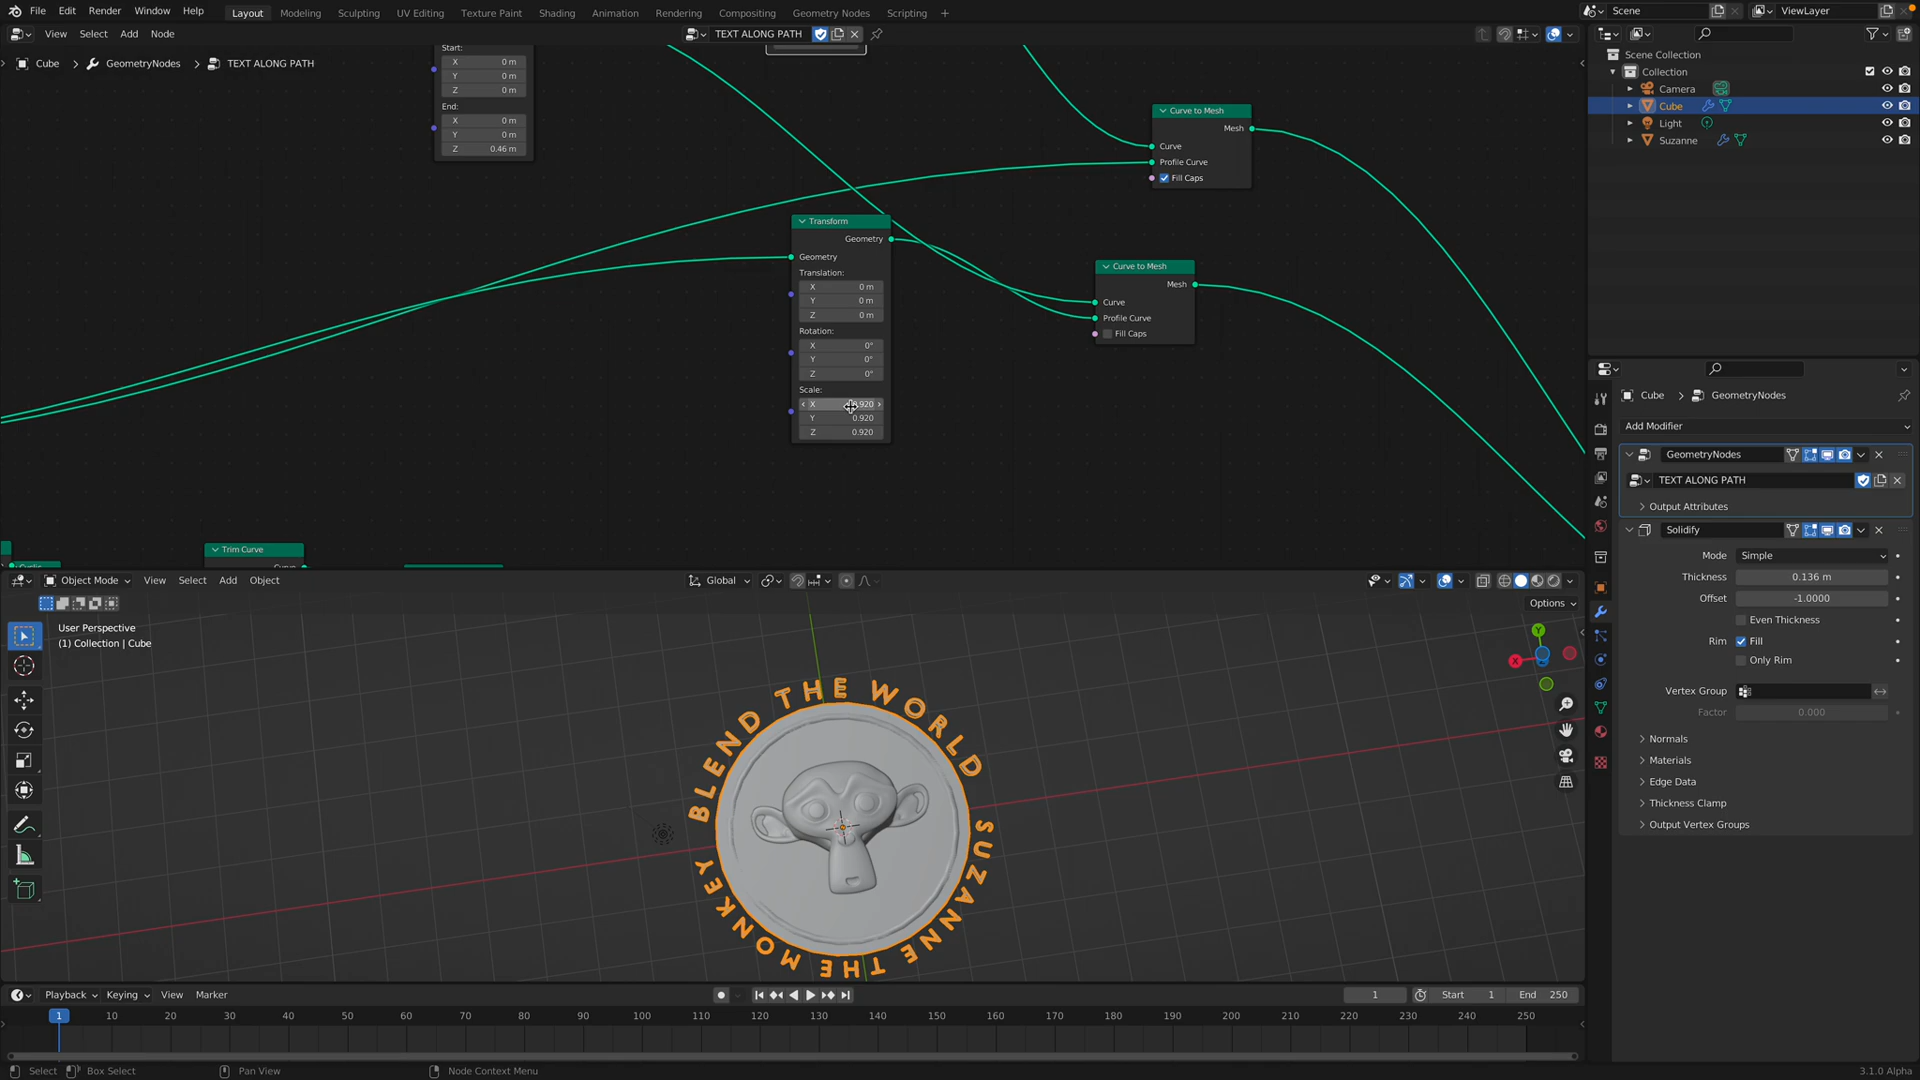 File Edit Render Window Help Layout Modeling Sculpting UV Editing Texture Paint Shading Animation Rendering Compositing Geometry Nodes Scripting + Scene ViewLayer
View Select Add Node TEXT ALONG PATH
Cube > GeometryNodes > TEXT ALONG PATH
Start:
X 0 m
Y 0 m
Z 0 m
End:
X 0 m
Y 0 m
Z 0.46 m
Curve to Mesh
Mesh
Curve
Profile Curve
Fill Caps
Transform
Geometry
Geometry
Translation:
X 0 m
Y 0 m
Z 0 m
Rotation:
X 0°
Y 0°
Z 0°
Scale:
X 0.920
Y 0.920
Z 0.920
Curve to Mesh
Mesh
Curve
Profile Curve
Fill Caps
Trim Curve
Scene Collection
Collection
Camera
Cube
Light
Suzanne
Cube > GeometryNodes
Add Modifier
GeometryNodes
TEXT ALONG PATH
Output Attributes
Solidify
Mode Simple
Thickness 0.136 m
Offset -1.0000
Even Thickness
Rim Fill
Only Rim
Vertex Group
Factor 0.000
Normals
Materials
Edge Data
Thickness Clamp
Output Vertex Groups
Object Mode View Select Add Object Global
Options
User Perspective
(1) Collection | Cube
Y
X
BLEND THE WORLD
SUZANNE THE MONKEY
Playback Keying View Marker 1 Start 1 End 250
1 10 20 30 40 50 60 70 80 90 100 110 120 130 140 150 160 170 180 190 200 210 220 230 240 250
Select Box Select Pan View Node Context Menu 3.1.0 Alpha